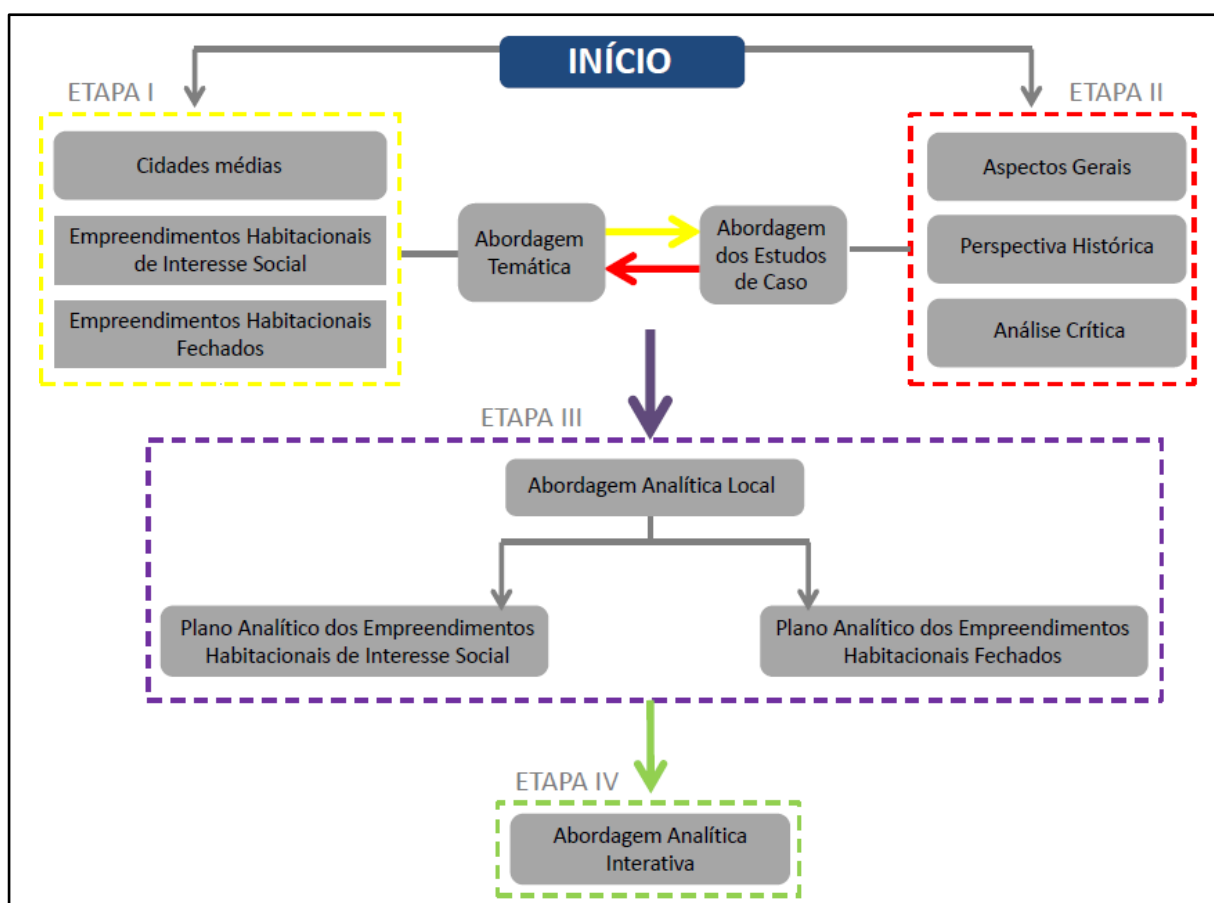 INÍCIO
ETAPA I
ETAPA II
Cidades médias
Empreendimentos Habitacionais
de Interesse Social
Empreendimentos Habitacionais
Fechados
Abordagem
Temática
Abordagem
dos Estudos
de Caso
Aspectos Gerais
Perspectiva Histórica
Análise Crítica
ETAPA III
Abordagem Analítica Local
Plano Analítico dos Empreendimentos
Habitacionais de Interesse Social
Plano Analítico dos Empreendimentos
Habitacionais Fechados
ETAPA IV
Abordagem Analítica
Interativa